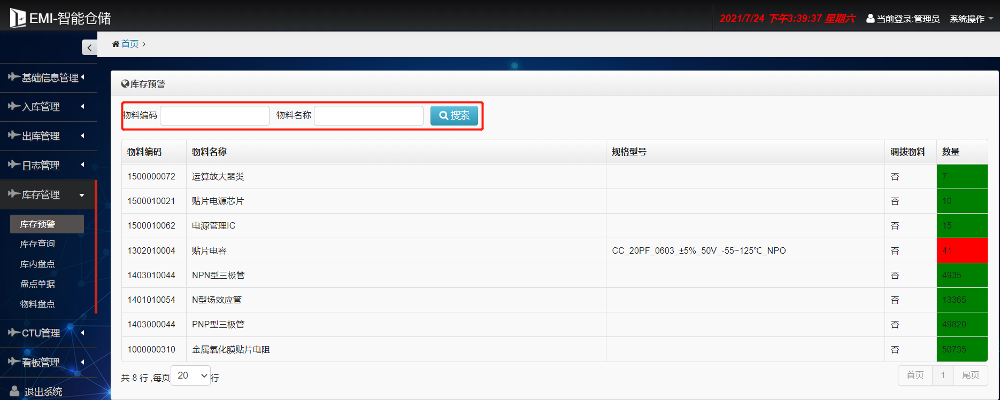 EMI-智能仓储
2021/7/24 下午3:39:37 星期六
当前登录:管理员
系统操作
首页
基础信息管理
入库管理
出库管理
日志管理
库存管理
库存预警
库存查询
库内盘点
盘点单据
物料盘点
CTU管理
看板管理
退出系统
库存预警
物料编码 物料名称 搜索
物料编码 物料名称 规格型号 调拨物料 数量
1500000072 运算放大器类 否 7
1500010021 贴片电源芯片 否 10
1500010062 电源管理IC 否 15
1302010004 贴片电容 CC_20PF_0603_±5%_50V_-55~125℃_NPO 否 41
1403010044 NPN型三极管 否 4935
1401010054 N型场效应管 否 13365
1403000044 PNP型三极管 否 49820
1000000310 金属氧化膜贴片电阻 否 50735
共 8 行 ,每页 20 行
首页 1 尾页